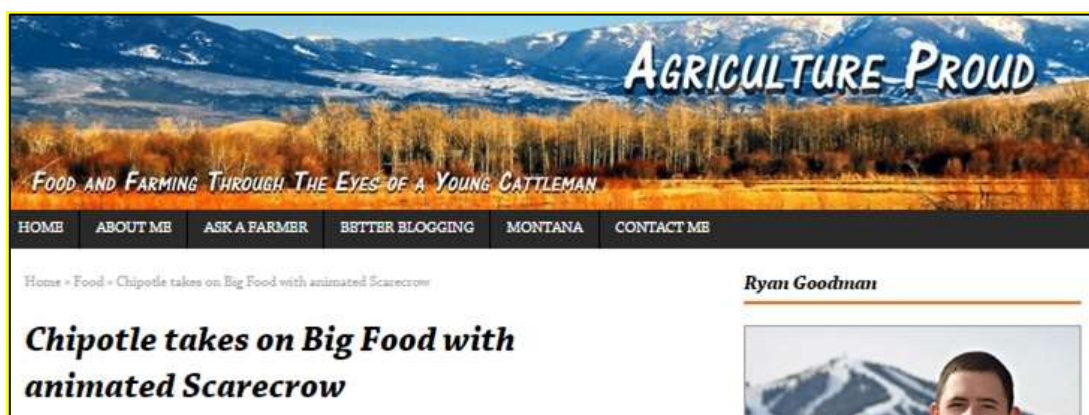 AGRICULTURE PROUD
FOOD AND FARMING THROUGH THE EYES OF A YOUNG CATTLEMAN
HOME ABOUT ME ASK A FARMER BETTER BLOGGING MONTANA CONTACT ME
Home » Food » Chipotle takes on Big Food with animated Scarecrow
Ryan Goodman
Chipotle takes on Big Food with
animated Scarecrow